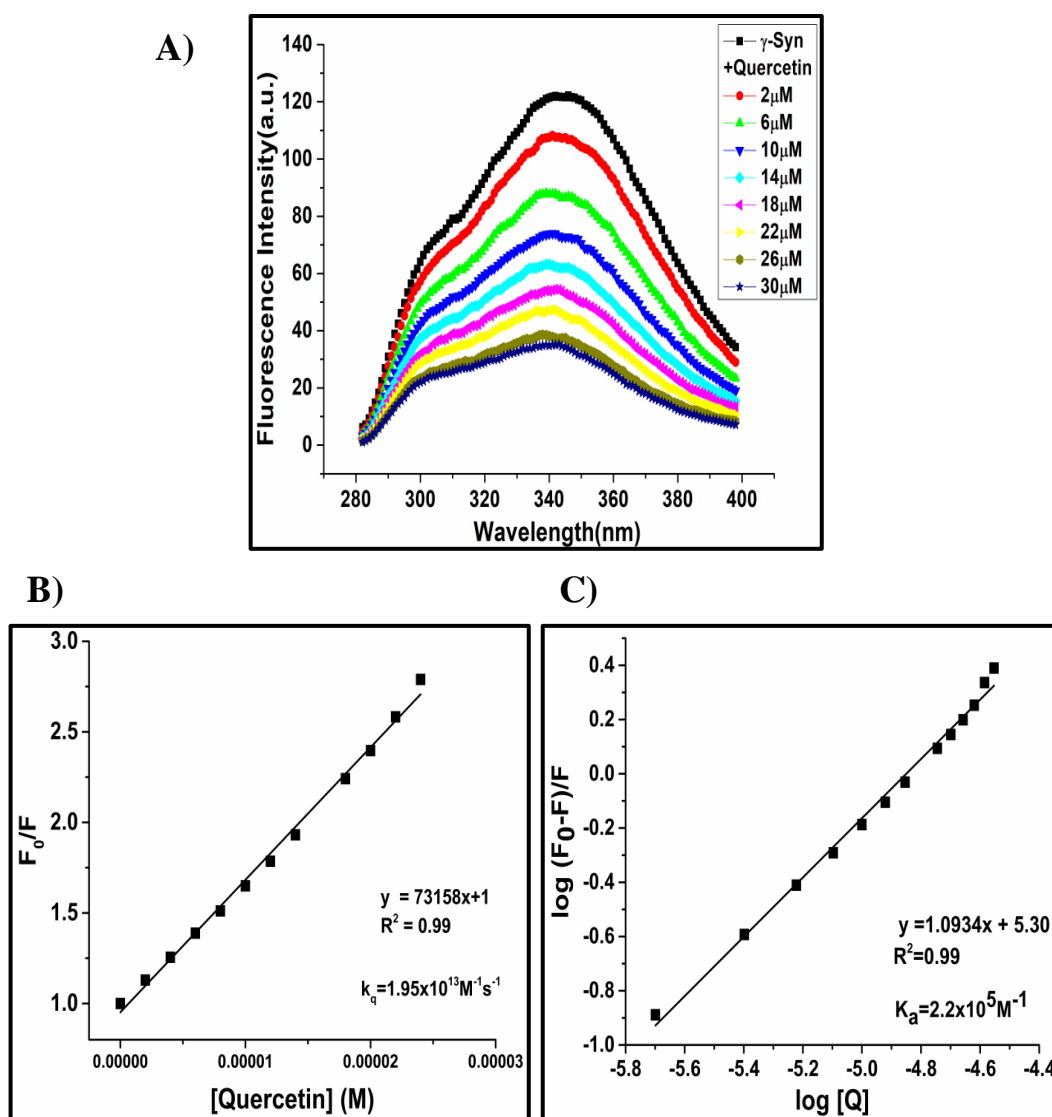 A)
Fluorescence Intensity(a.u.)
140
120
100
80
60
40
20
0
280 300 320 340 360 380 400
Wavelength(nm)
γ-Syn
+Quercetin
2μM
6μM
10μM
14μM
18μM
22μM
26μM
30μM
B)
F₀/F
3.0
2.5
2.0
1.5
1.0
y = 73158x+1
R² = 0.99
k_q=1.95x10¹³M⁻¹s⁻¹
0.00000 0.00001 0.00002 0.00003
[Quercetin] (M)
C)
log (F₀-F)/F
0.4
0.2
0.0
-0.2
-0.4
-0.6
-0.8
-1.0
y =1.0934x + 5.30
R²=0.99
Kₐ=2.2x10⁵M⁻¹
-5.8 -5.6 -5.4 -5.2 -5.0 -4.8 -4.6 -4.4
log [Q]